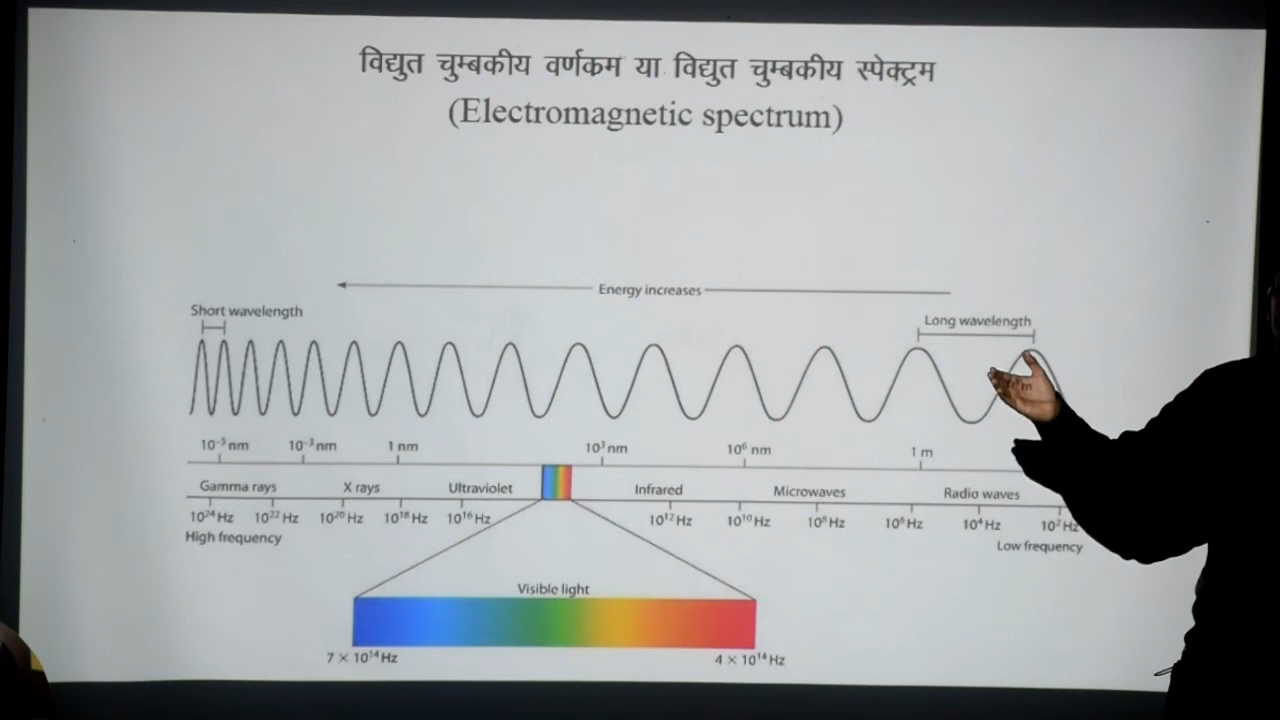 विद्युत चुम्बकीय वर्णकम या विद्युत चुम्बकीय स्पेक्ट्रम
(Electromagnetic spectrum)
Energy increases
Short wavelength
Long wavelength
10⁻⁵ nm 10⁻³ nm 1 nm 10³ nm 10⁶ nm 1 m
Gamma rays X rays Ultraviolet Infrared Microwaves Radio waves
10²⁴ Hz 10²² Hz 10²⁰ Hz 10¹⁸ Hz 10¹⁶ Hz 10¹² Hz 10¹⁰ Hz 10⁸ Hz 10⁶ Hz 10⁴ Hz 10² Hz
High frequency Low frequency
Visible light
7 × 10¹⁴ Hz 4 × 10¹⁴ Hz